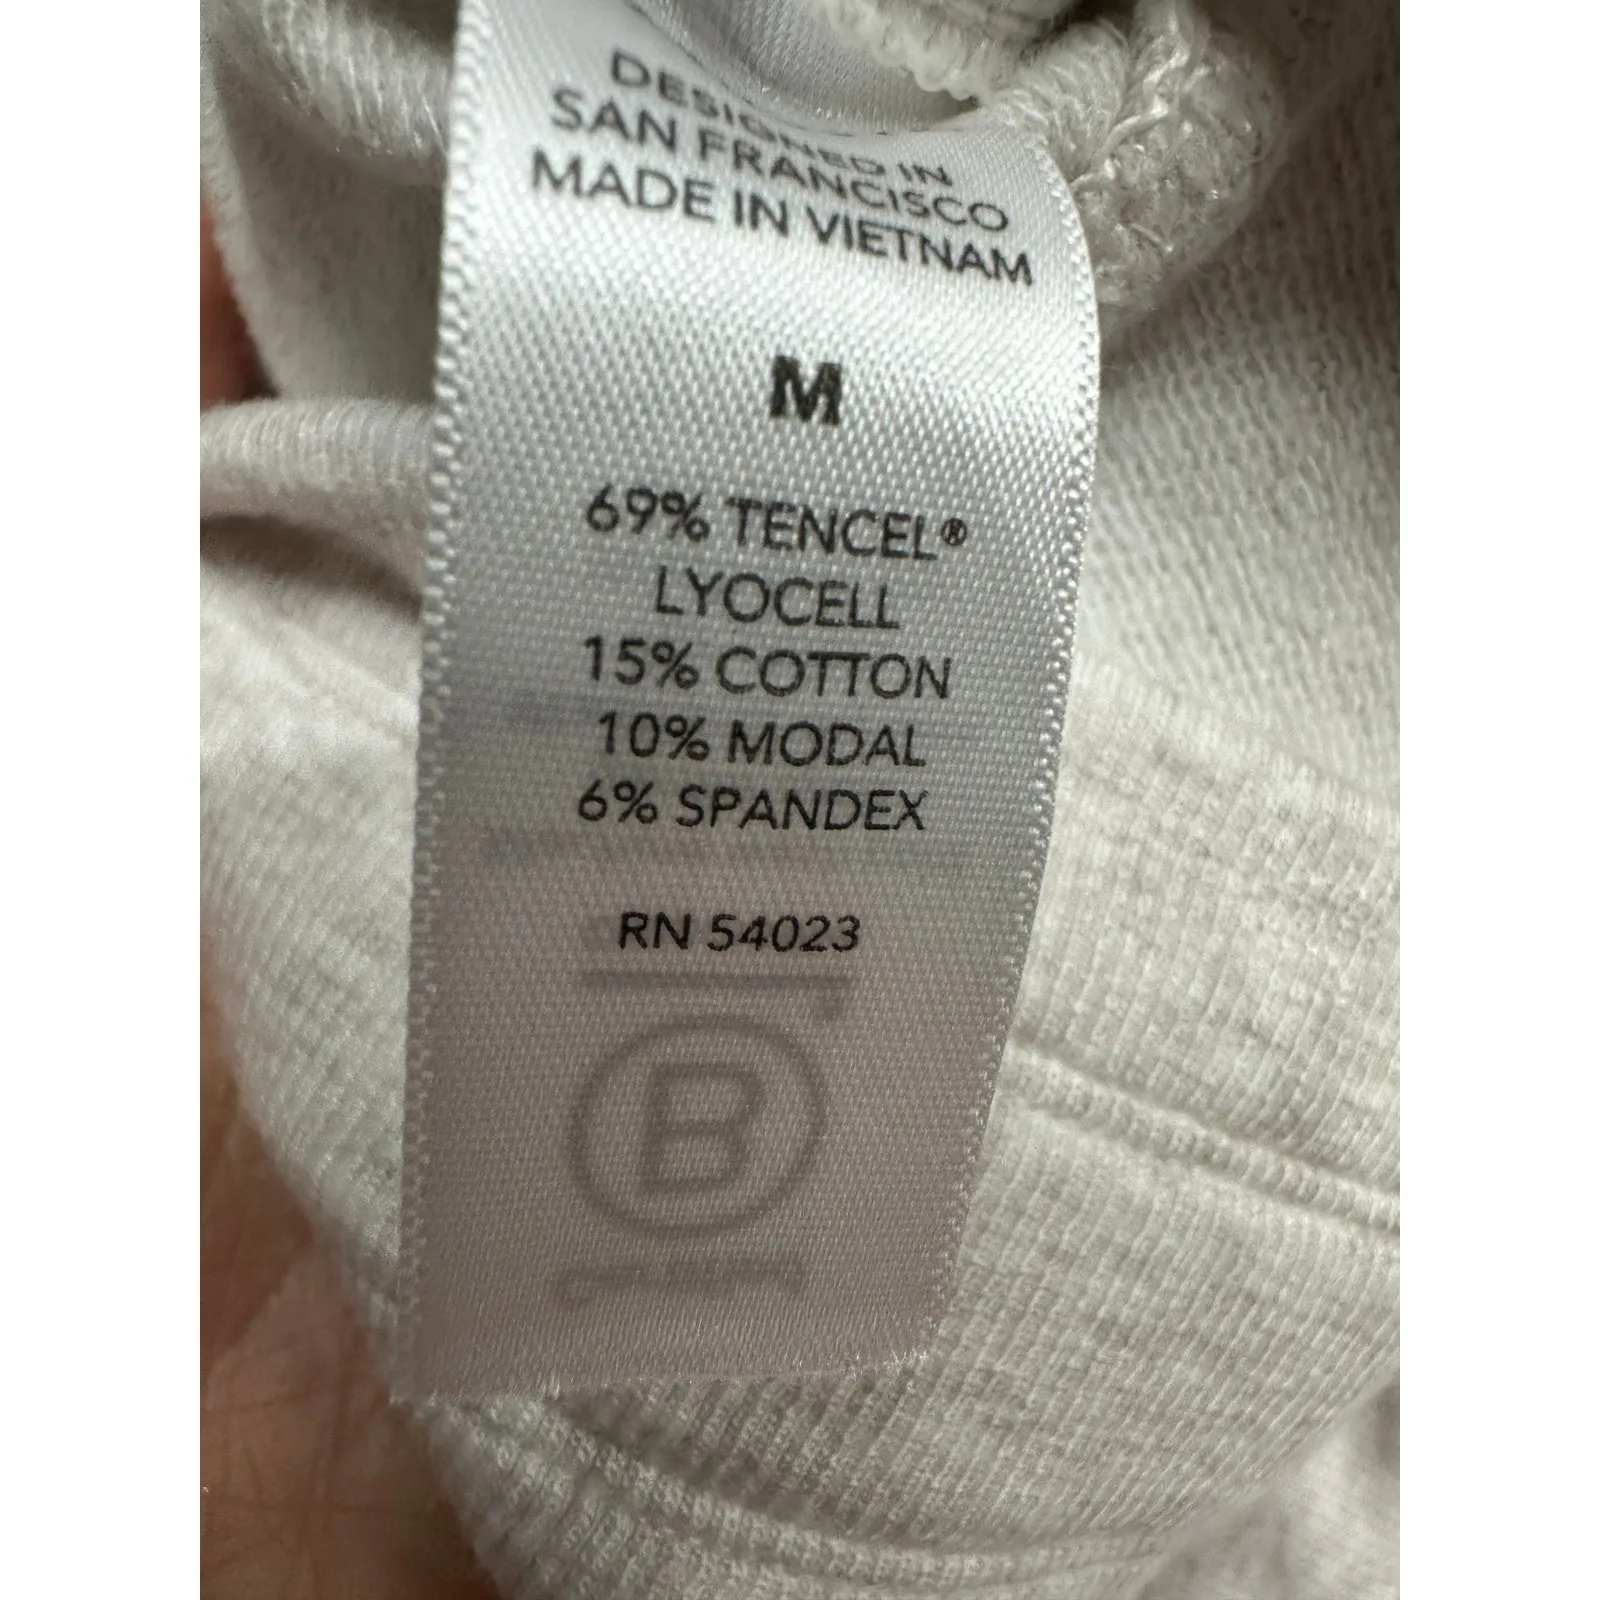 DESIGNED IN
SAN FRANCISCO
MADE IN VIETNAM
M
69% TENCEL®
LYOCELL
15% COTTON
10% MODAL
6% SPANDEX
RN 54023
B